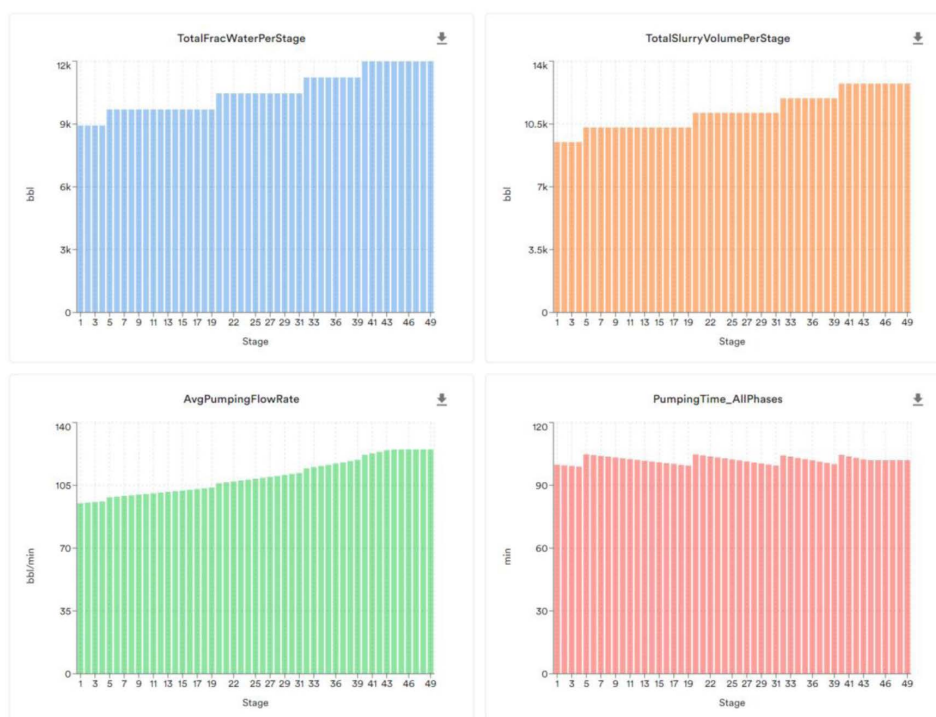 TotalFracWaterPerStage
12k
9k
6k
3k
0
bbl
1 3 5 7 9 11 13 15 17 19 22 25 27 29 31 33 36 39 41 43 46 49
Stage
TotalSlurryVolumePerStage
14k
10.5k
7k
3.5k
0
bbl
1 3 5 7 9 11 13 15 17 19 22 25 27 29 31 33 36 39 41 43 46 49
Stage
AvgPumpingFlowRate
140
105
70
35
0
bbl/min
1 3 5 7 9 11 13 15 17 19 22 25 27 29 31 33 36 39 41 43 46 49
Stage
PumpingTime_AllPhases
120
90
60
30
0
min
1 3 5 7 9 11 13 15 17 19 22 25 27 29 31 33 36 39 41 43 46 49
Stage